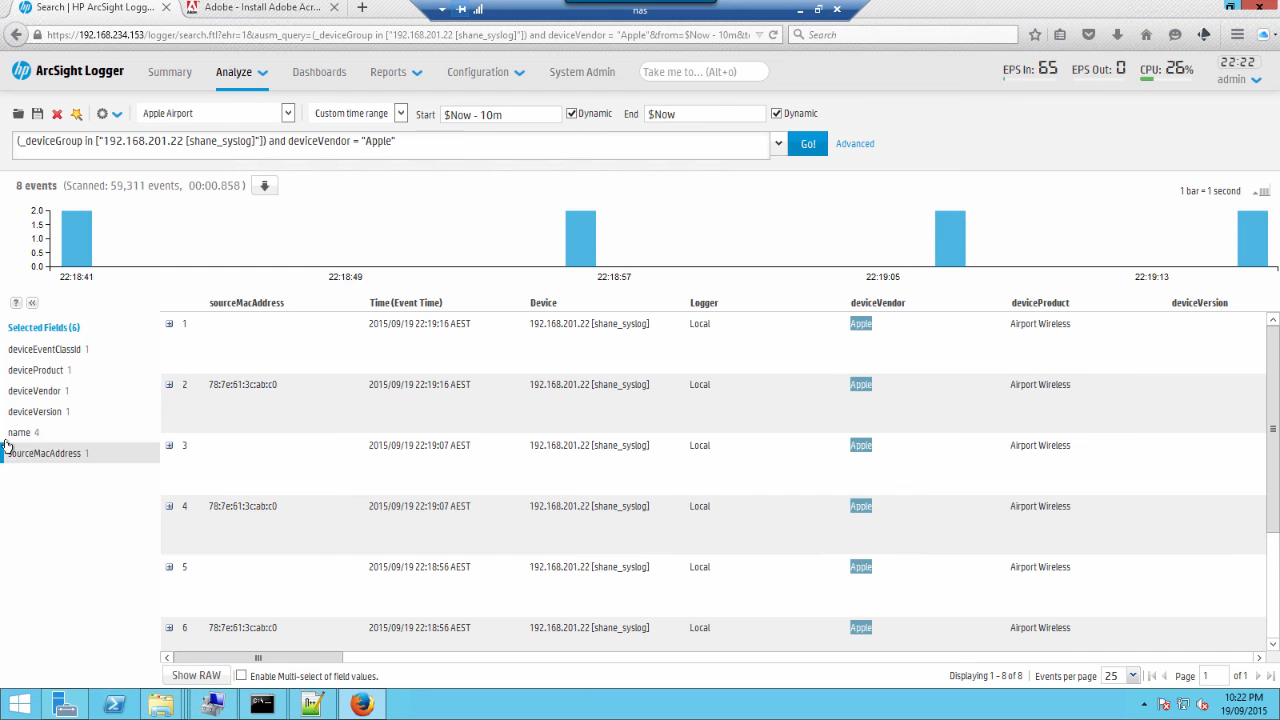 Search | HP ArcSight Logg...
Adobe - Install Adobe Acr...
nas
https://192.168.234.153/logger/search.ftl?ehr=1&ausm_query=(_deviceGroup in ["192.168.201.22 [shane_syslog]"]) and deviceVendor = "Apple"&from=$Now - 10m&t
Search
ArcSight Logger
Summary
Analyze
Dashboards
Reports
Configuration
System Admin
Take me to... (Alt+o)
EPS In: 65
EPS Out: 0
CPU: 26%
22:22
admin
Apple Airport
Custom time range
Start
$Now - 10m
Dynamic
End
$Now
Dynamic
(_deviceGroup in ["192.168.201.22 [shane_syslog]"]) and deviceVendor = "Apple"
Go!
Advanced
8 events (Scanned: 59,311 events, 00:00.858)
1 bar = 1 second
2.0
1.5
1.0
0.5
0.0
22:18:41 22:18:49 22:18:57 22:19:05 22:19:13
Selected Fields (6)
deviceEventClassId 1
deviceProduct 1
deviceVendor 1
deviceVersion 1
name 4
sourceMacAddress 1
sourceMacAddress Time (Event Time) Device Logger deviceVendor deviceProduct deviceVersion
1 2015/09/19 22:19:16 AEST 192.168.201.22 [shane_syslog] Local Apple Airport Wireless
2 78:7e:61:3c:ab:c0 2015/09/19 22:19:16 AEST 192.168.201.22 [shane_syslog] Local Apple Airport Wireless
3 2015/09/19 22:19:07 AEST 192.168.201.22 [shane_syslog] Local Apple Airport Wireless
4 78:7e:61:3c:ab:c0 2015/09/19 22:19:07 AEST 192.168.201.22 [shane_syslog] Local Apple Airport Wireless
5 2015/09/19 22:18:56 AEST 192.168.201.22 [shane_syslog] Local Apple Airport Wireless
6 78:7e:61:3c:ab:c0 2015/09/19 22:18:56 AEST 192.168.201.22 [shane_syslog] Local Apple Airport Wireless
Show RAW
Enable Multi-select of field values.
Displaying 1 - 8 of 8
Events per page
25
Page
1
of 1
10:22 PM
19/09/2015